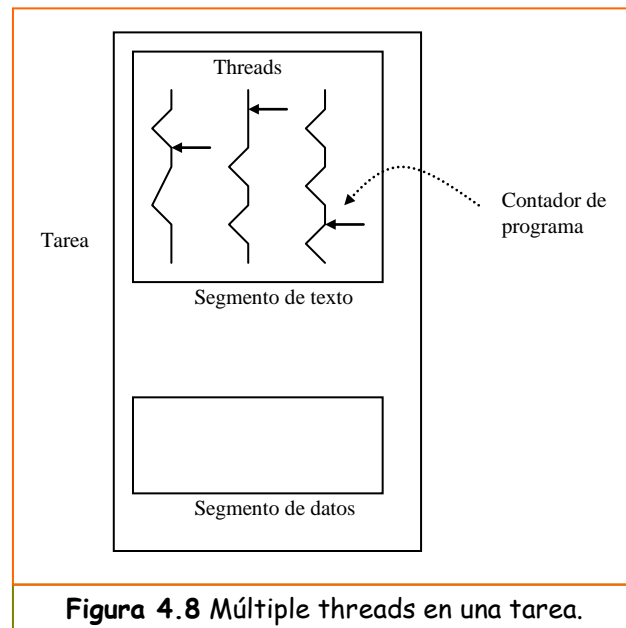 Threads
Contador de
programa
Tarea
Segmento de texto
Segmento de datos
Figura 4.8 Múltiple threads en una tarea.